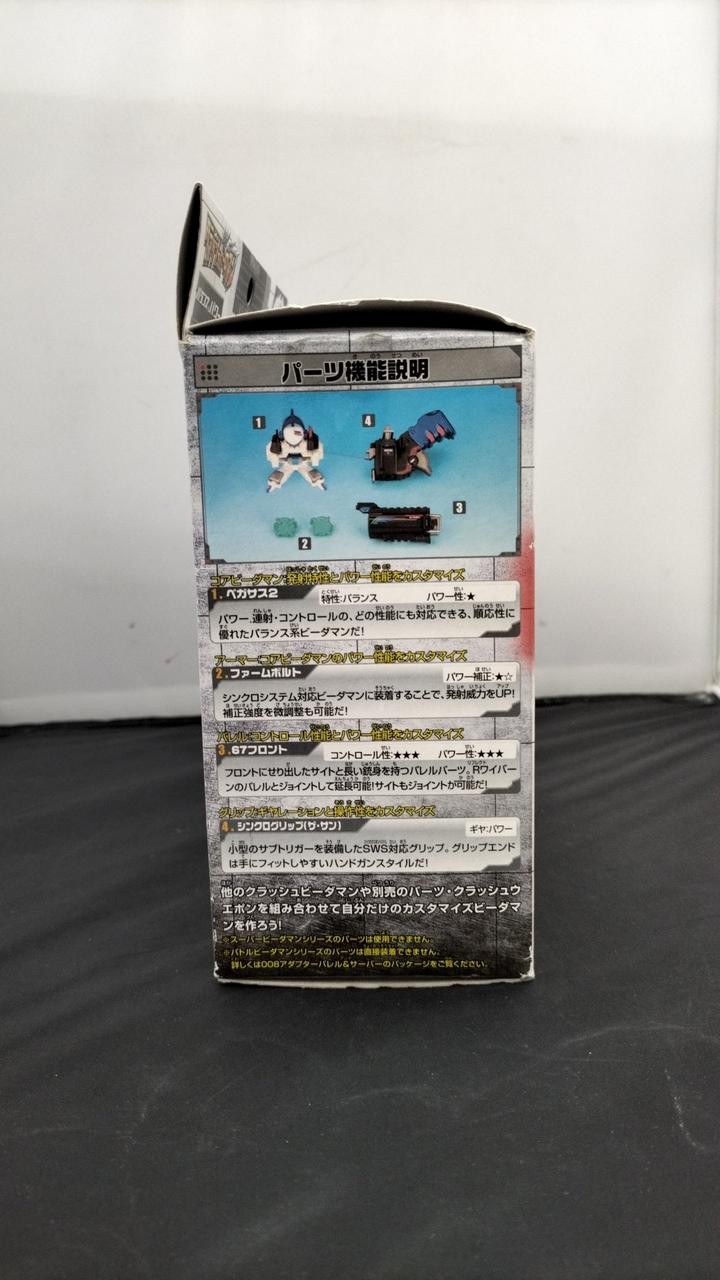 パーツ機能説明
1
4
3
2
コアビーダマン:発射特性とパワー性能をカスタマイズ
1. ペガサス2
特性:バランス パワー性:★
パワー、連射・コントロールの、どの性能にも対応できる、順応性に
優れたバランス系ビーダマンだ!
アーマー:コアビーダマンのパワー性能をカスタマイズ
2. ファームボルト
パワー補正:★☆
シンクロシステム対応ビーダマンに装着することで、発射威力をUP!
補正強度を微調整も可能だ!
バレル:コントロール性能とパワー性能をカスタマイズ
3. 67フロント
コントロール性:★★★ パワー性:★★★
フロントにせり出したサイトと長い銃身を持つバレルパーツ。Rワイバー
ンのバレルとジョイントして延長可能!サイトもジョイントが可能だ!
グリップ:ギヤレーションと操作性をカスタマイズ
4. シンクログリップ(ザ・サン)
ギヤ:パワー
小型のサブトリガーを装備したSWS対応グリップ。グリップエンド
は手にフィットしやすいハンドガンスタイルだ!
他のクラッシュビーダマンや別売のパーツ・クラッシュウ
エポンを組み合わせて自分だけのカスタマイズビーダマ
ンを作ろう!
※スーパービーダマンシリーズのパーツは使用できません。
※バトルビーダマンシリーズのパーツは直接装着できません。
詳しくは008アダプターバレル&サーバーのパッケージをご覧ください。